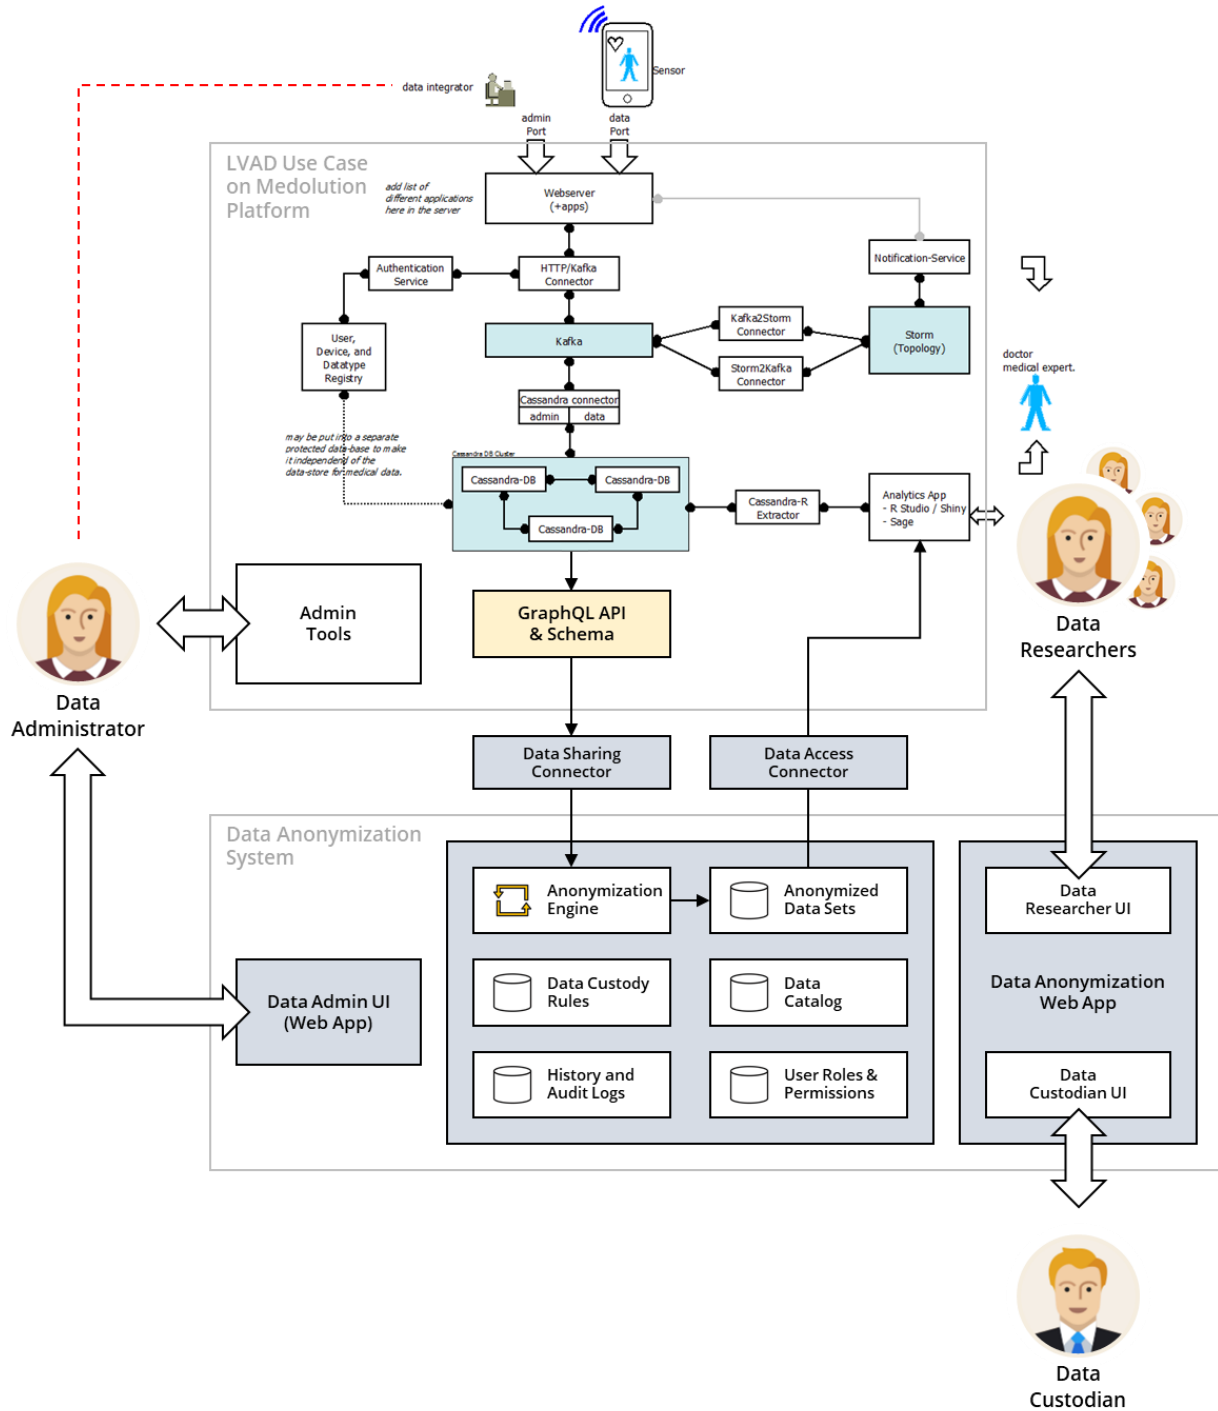 Sensor
data integrator
admin
Port
data
Port
LVAD Use Case
on Medolution
Platform
add list of
different applications
here in the server
Webserver
(+apps)
Notification-Service
Authentication
Service
HTTP/Kafka
Connector
Kafka2Storm
Connector
User,
Device, and
Datatype
Registry
Kafka
Storm
(Topology)
Storm2Kafka
Connector
doctor
medical expert.
Cassandra connector
admin
data
may be put into a separate
protected data-base to make
it independend of the
data-store for medical data.
Cassandra DB Cluster
Cassandra-DB
Cassandra-DB
Cassandra-DB
Cassandra-R
Extractor
Analytics App
- R Studio / Shiny
- Sage
Admin
Tools
GraphQL API
& Schema
Data
Researchers
Data
Administrator
Data Sharing
Connector
Data Access
Connector
Data Anonymization
System
Anonymization
Engine
Anonymized
Data Sets
Data
Researcher UI
Data Admin UI
(Web App)
Data Custody
Rules
Data
Catalog
Data Anonymization
Web App
History and
Audit Logs
User Roles &
Permissions
Data
Custodian UI
Data
Custodian